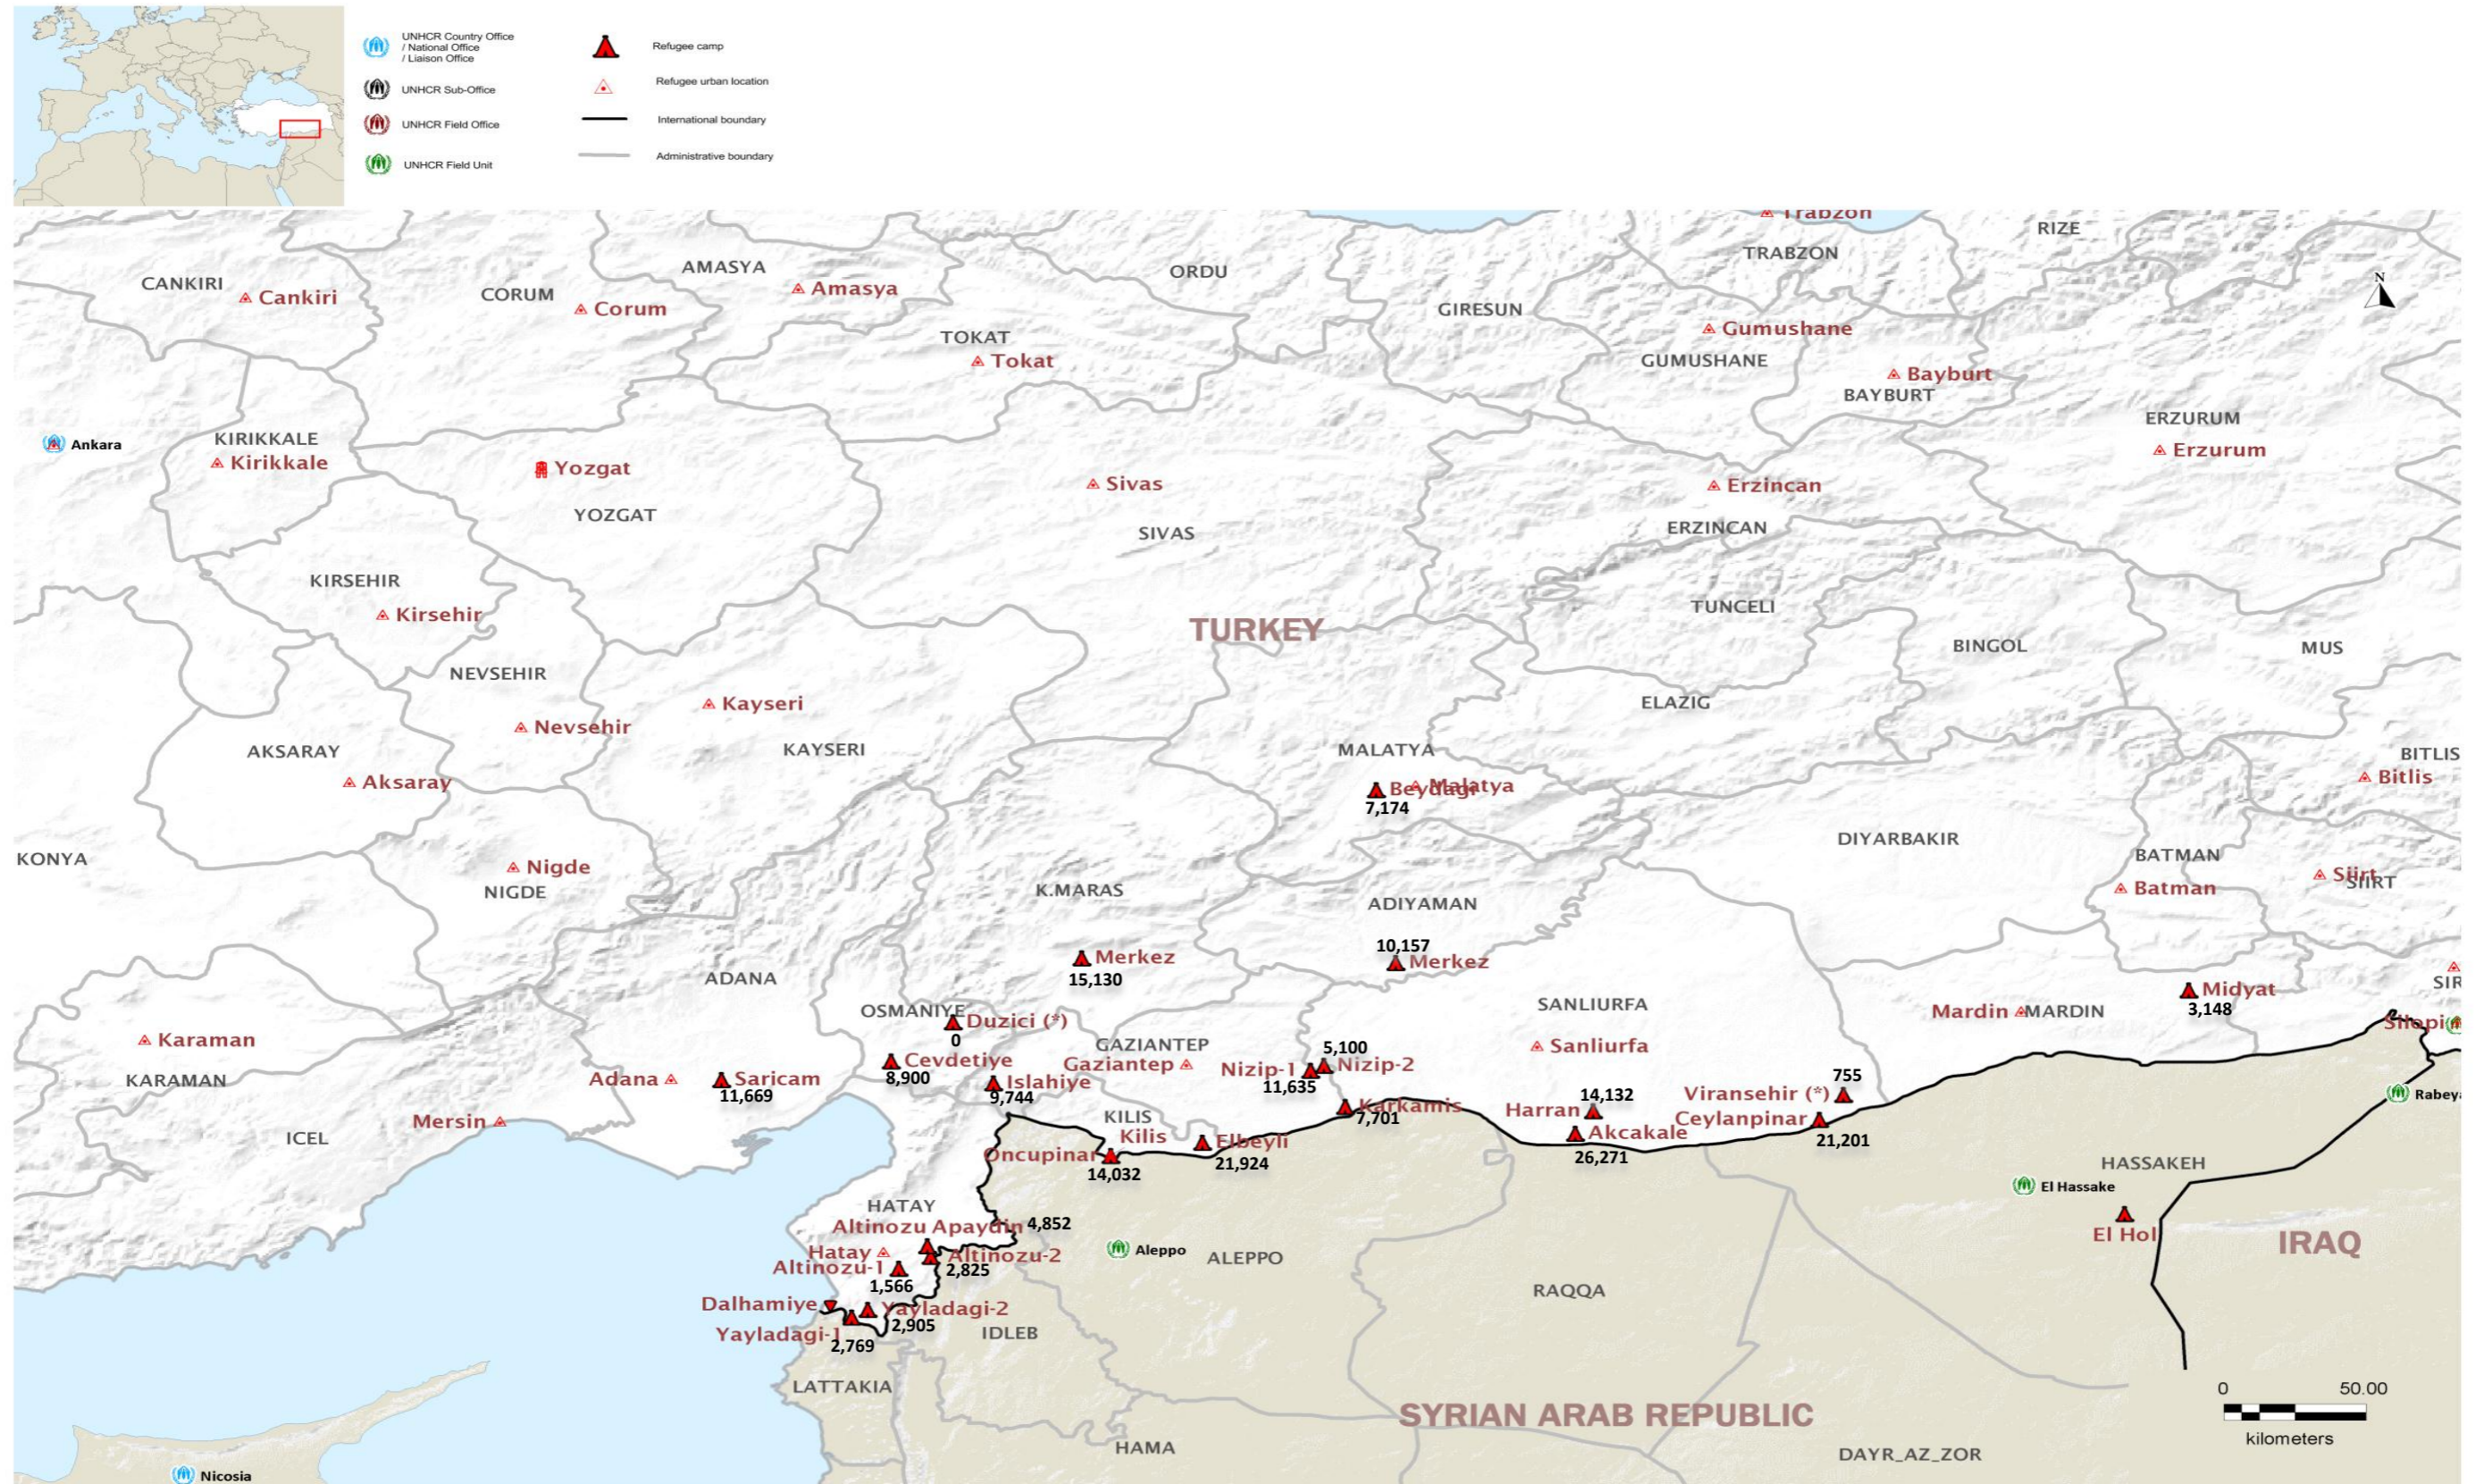 UNHCR Country Office
/ National Office
/ Liaison Office
UNHCR Sub-Office
UNHCR Field Office
UNHCR Field Unit
Refugee camp
Refugee urban location
International boundary
Administrative boundary
Trabzon
RIZE
TRABZON
AMASYA
ORDU
N
CANKIRI
Cankiri
CORUM
Corum
Amasya
GIRESUN
TOKAT
Tokat
Gumushane
GUMUSHANE
Bayburt
BAYBURT
ERZURUM
Erzurum
Ankara
KIRIKKALE
Kirikkale
Yozgat
YOZGAT
Sivas
SIVAS
Erzincan
ERZINCAN
KIRSEHIR
Kirsehir
TURKEY
TUNCELI
BINGOL
MUS
NEVSEHIR
Nevsehir
Kayseri
KAYSERI
ELAZIG
AKSARAY
Aksaray
MALATYA
Beydagi
Malatya
7,174
BITLIS
Bitlis
KONYA
Nigde
NIGDE
K.MARAS
ADIYAMAN
DIYARBAKIR
BATMAN
Batman
Siirt
SIIRT
Merkez
15,130
10,157
Merkez
ADANA
OSMANIYE
Duzici (*)
0
SANLIURFA
Sanliurfa
Mardin
MARDIN
Midyat
3,148
SIR
Silopi
Karaman
KARAMAN
Adana
Saricam
11,669
Cevdetiye
8,900
Islahiye
9,744
GAZIANTEP
Gaziantep
Nizip-1
11,635
5,100
Nizip-2
Karkamis
7,701
Harran
14,132
Akcakale
26,271
Viransehir (*)
755
Ceylanpinar
21,201
Rabey
Mersin
ICEL
KILIS
Kilis
Oncupinar
14,032
Elbeyli
21,924
HASSAKEH
El Hassake
El Hol
IRAQ
HATAY
Altinozu Apaydin
4,852
Hatay
Altinozu-2
2,825
Altinozu-1
1,566
Aleppo
ALEPPO
RAQQA
Dalhamiye
Yayladagi-2
2,905
Yayladagi-1
2,769
IDLEB
LATTAKIA
SYRIAN ARAB REPUBLIC
HAMA
DAYR_AZ_ZOR
Nicosia
0 50.00
kilometers